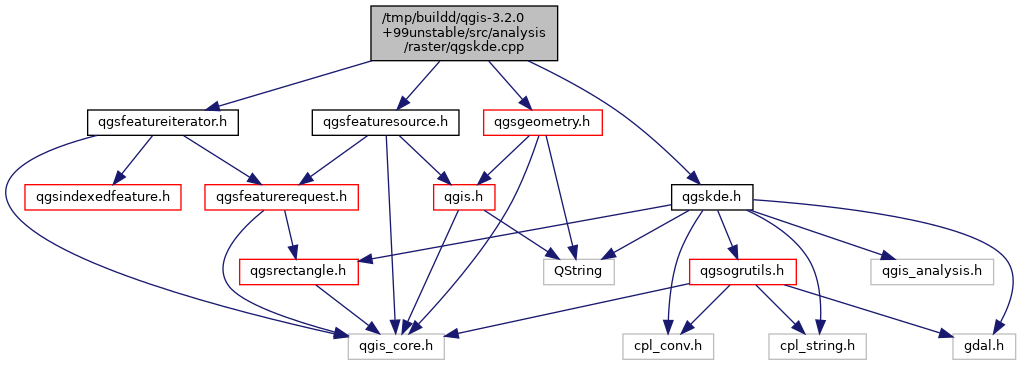 /tmp/buildd/qgis-3.2.0
+99unstable/src/analysis
/raster/qgskde.cpp
qgsfeatureiterator.h
qgsfeaturesource.h
qgsgeometry.h
qgsindexedfeature.h
qgsfeaturerequest.h
qgis.h
qgskde.h
qgsrectangle.h
QString
qgsogrutils.h
qgis_analysis.h
qgis_core.h
cpl_conv.h
cpl_string.h
gdal.h